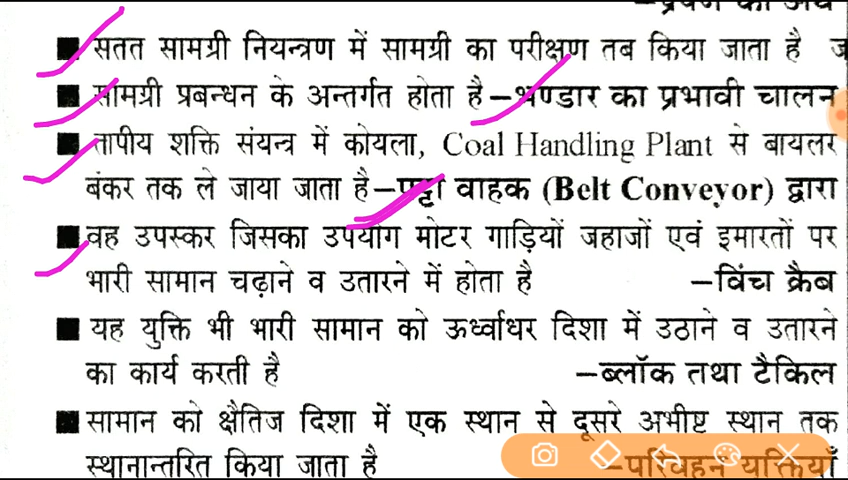 ■ सतत सामग्री नियन्त्रण में सामग्री का परीक्षण तब किया जाता है
■ सामग्री प्रबन्धन के अन्तर्गत होता है–भण्डार का प्रभावी चालन
■ तापीय शक्ति संयन्त्र में कोयला, Coal Handling Plant से बायलर
बंकर तक ले जाया जाता है–पट्टा वाहक (Belt Conveyor) द्वारा
■ वह उपस्कर जिसका उपयोग मोटर गाड़ियों जहाजों एवं इमारतों पर
भारी सामान चढ़ाने व उतारने में होता है –विंच क्रैब
■ यह युक्ति भी भारी सामान को ऊर्ध्वाधर दिशा में उठाने व उतारने
का कार्य करती है –ब्लॉक तथा टैकिल
■ सामान को क्षैतिज दिशा में एक स्थान से दूसरे अभीष्ट स्थान तक
स्थानान्तरित किया जाता है –परिवहन युक्तियाँ